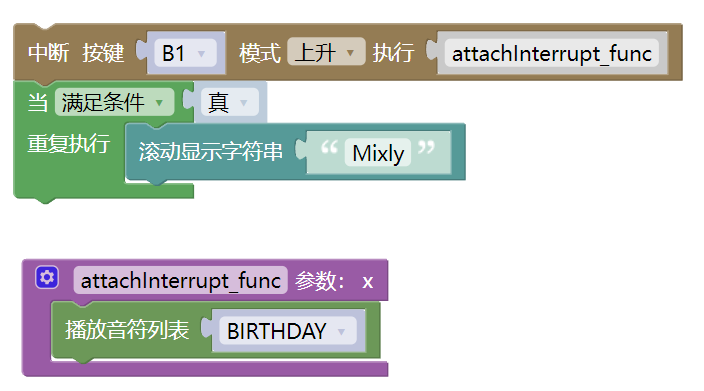 中断 按键 B1 模式 上升 执行 attachInterrupt_func
当 满足条件 真
重复执行 滚动显示字符串 “ Mixly ”
attachInterrupt_func 参数： x
播放音符列表 BIRTHDAY